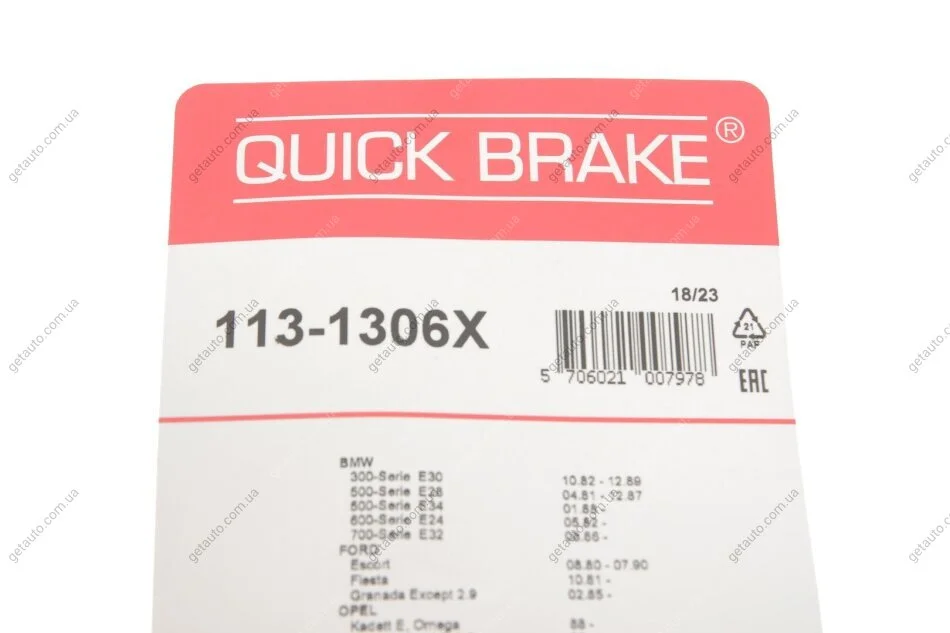 QUICK BRAKE®
18/23
113-1306X
21
PAP
5 706021 007978
EAC
BMW
300-Serie E30 10.82 - 12.89
500-Serie E28 04.81 - 12.87
500-Serie E34 01.88 -
600-Serie E24 05.82 -
700-Serie E32 -
FORD
Escort 08.80 - 07.90
Fiesta 10.81 -
Granada Except 2.9 02.85 -
OPEL
Kadett E, Omega 88 -
getauto.com.ua